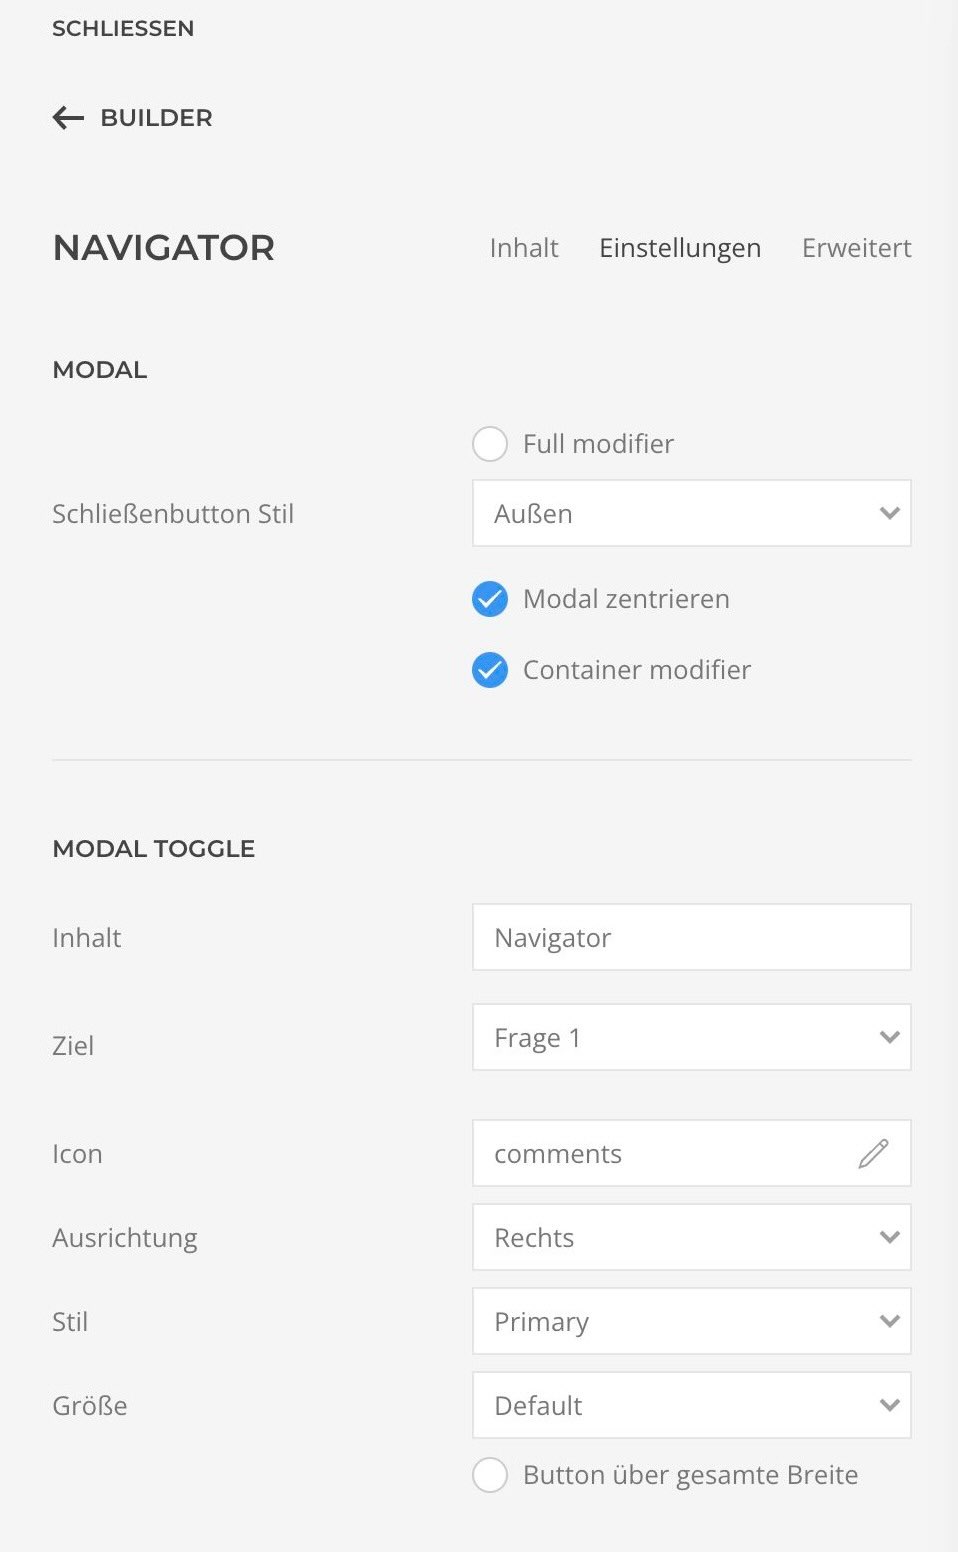 SCHLIESSEN
BUILDER
NAVIGATOR
Inhalt Einstellungen Erweitert
MODAL
Full modifier
Schließenbutton Stil Außen
Modal zentrieren
Container modifier
MODAL TOGGLE
Inhalt Navigator
Ziel Frage 1
Icon comments
Ausrichtung Rechts
Stil Primary
Größe Default
Button über gesamte Breite